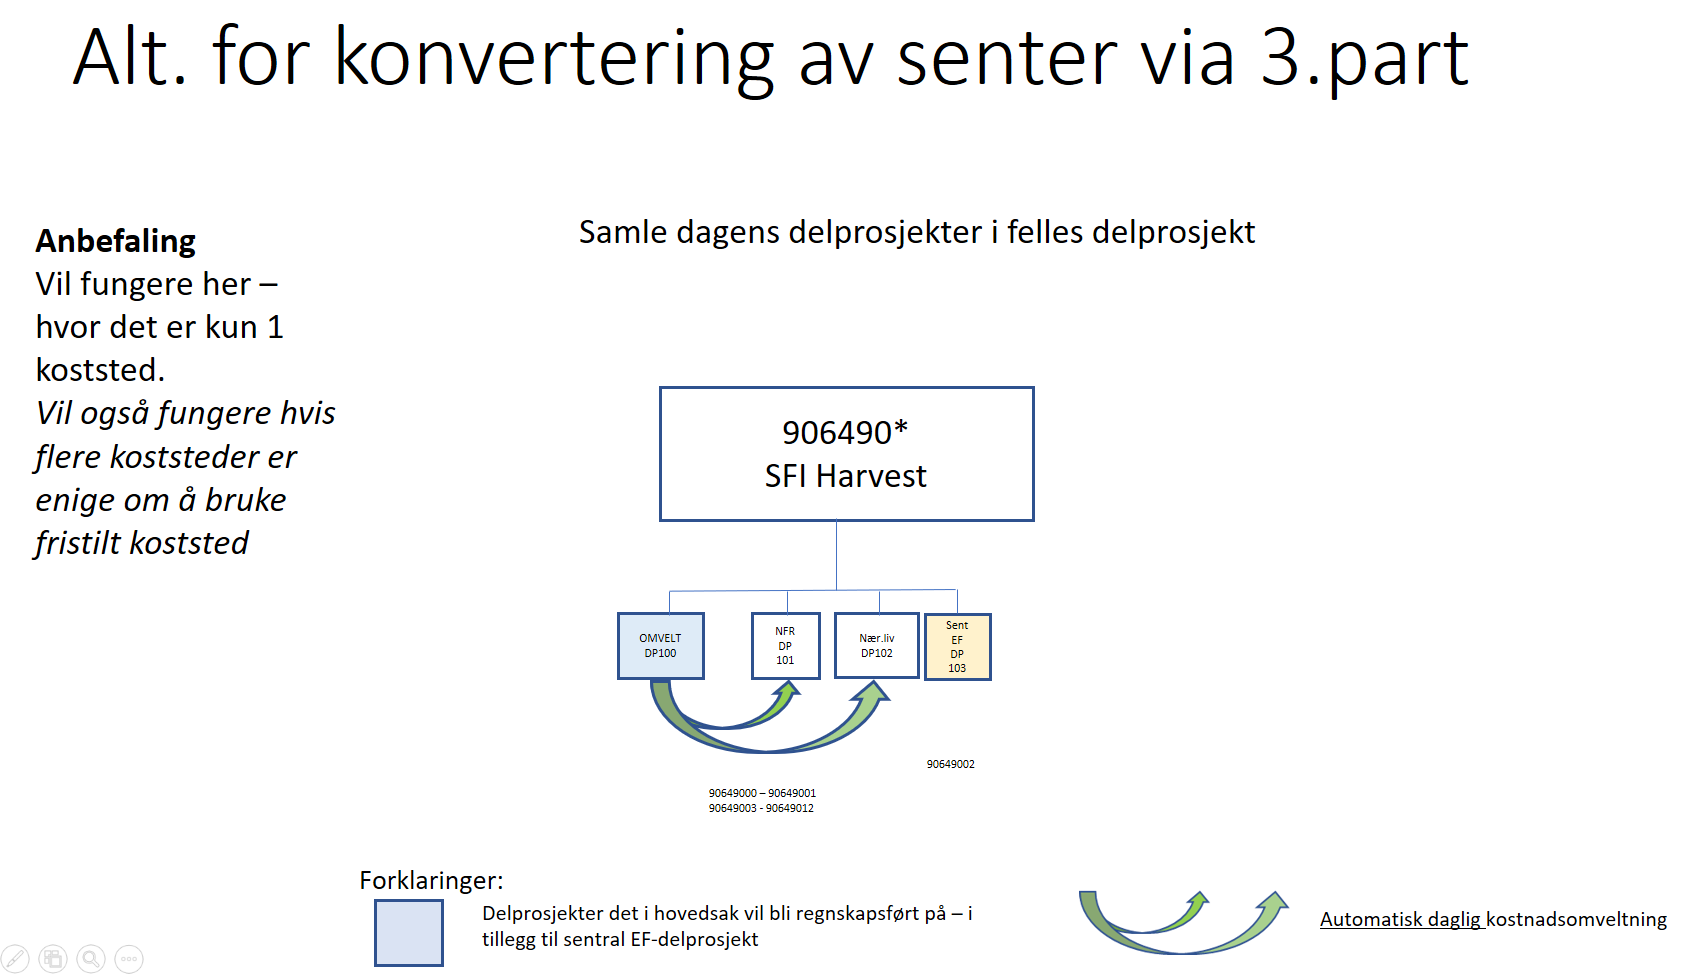 Alt. for konvertering av senter via 3.part
Anbefaling
Vil fungere her –
hvor det er kun 1
koststed.
Vil også fungere hvis
flere koststeder er
enige om å bruke
fristilt koststed
Samle dagens delprosjekter i felles delprosjekt
906490*
SFI Harvest
OMVELT
DP100
NFR
DP
101
Nær.liv
DP102
Sent
EF
DP
103
90649002
90649000 – 90649001
90649003 - 90649012
Forklaringer:
Delprosjekter det i hovedsak vil bli regnskapsført på – i
tillegg til sentral EF-delprosjekt
Automatisk daglig kostnadsomveltning